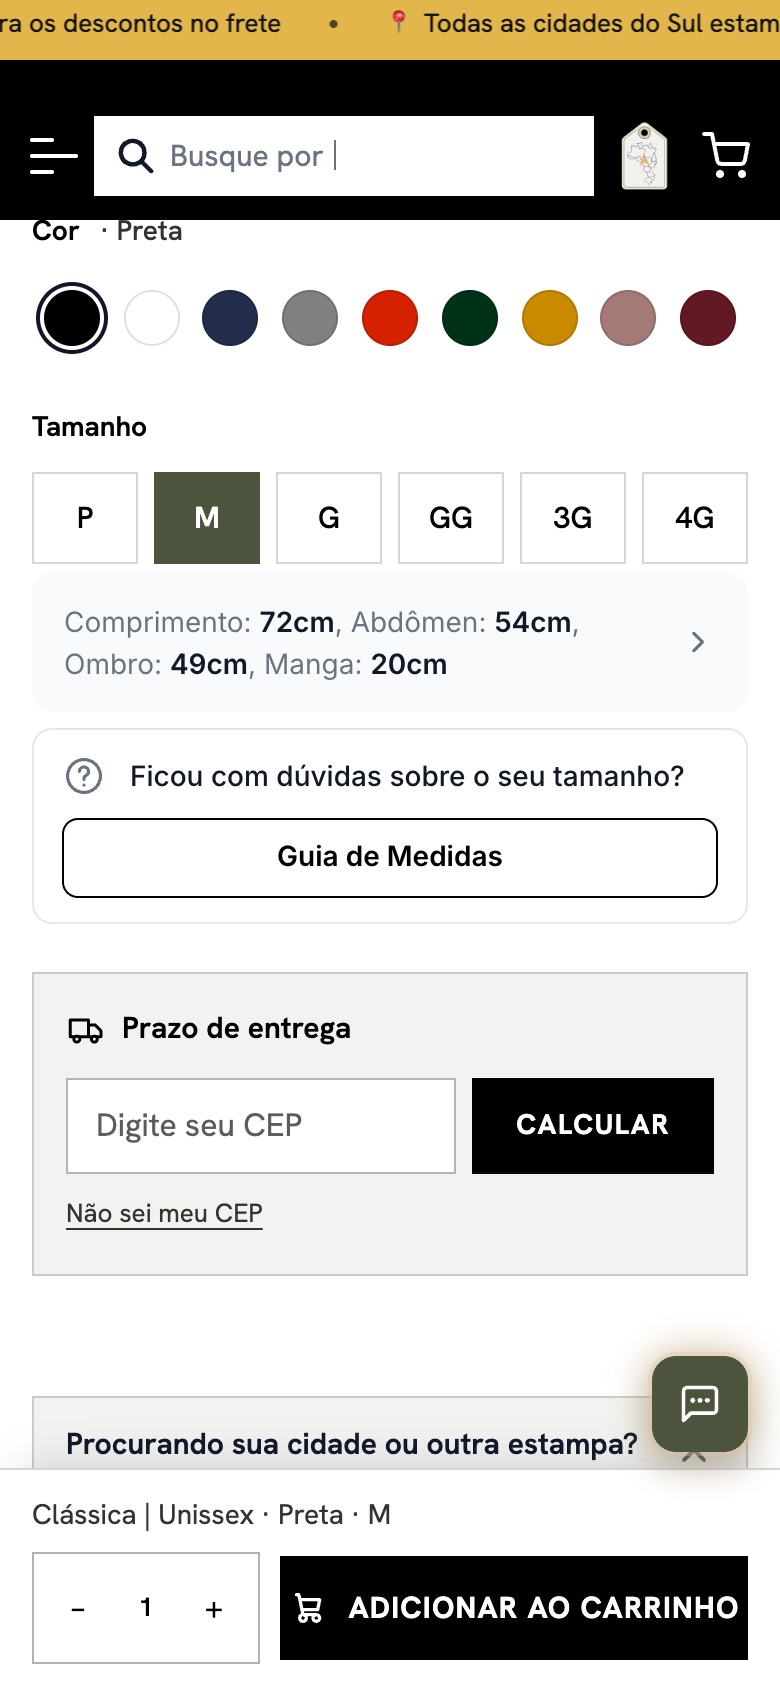 ra os descontos no frete • 📍 Todas as cidades do Sul estam
Busque por
Cor · Preta
Tamanho
P M G GG 3G 4G
Comprimento: 72cm, Abdômen: 54cm,
Ombro: 49cm, Manga: 20cm
Ficou com dúvidas sobre o seu tamanho?
Guia de Medidas
Prazo de entrega
Digite seu CEP CALCULAR
Não sei meu CEP
Procurando sua cidade ou outra estampa?
Clássica | Unissex · Preta · M
− 1 + ADICIONAR AO CARRINHO